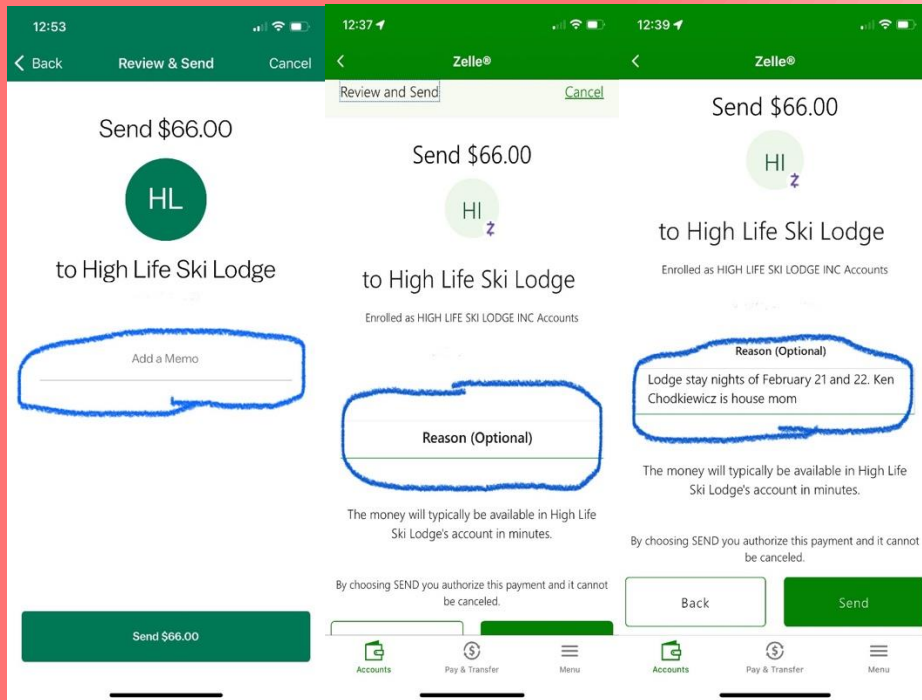 12:53
Back
Review & Send
Cancel
Send $66.00
HL
to High Life Ski Lodge
Add a Memo
Send $66.00
12:37
Zelle®
Review and Send
Cancel
Send $66.00
HI
to High Life Ski Lodge
Enrolled as HIGH LIFE SKI LODGE INC Accounts
Reason (Optional)
The money will typically be available in High Life
Ski Lodge's account in minutes.
By choosing SEND you authorize this payment and it cannot
be canceled.
Accounts
Pay & Transfer
Menu
12:39
Zelle®
Send $66.00
HI
to High Life Ski Lodge
Enrolled as HIGH LIFE SKI LODGE INC Accounts
Reason (Optional)
Lodge stay nights of February 21 and 22. Ken
Chodkiewicz is house mom
The money will typically be available in High Life
Ski Lodge's account in minutes.
By choosing SEND you authorize this payment and it cannot
be canceled.
Back
Send
Accounts
Pay & Transfer
Menu